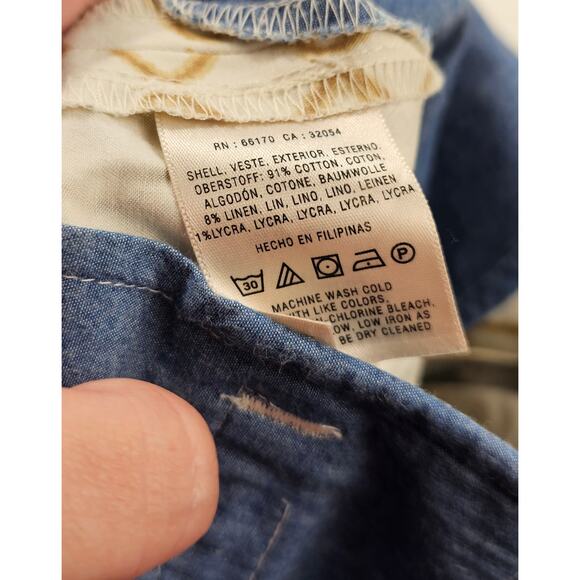 RN : 66170 CA : 32054
SHELL, VESTE, EXTERIOR, ESTERNO,
OBERSTOFF: 91% COTTON, COTON,
ALGODÓN, COTONE, BAUMWOLLE
8% LINEN, LIN, LINO, LINO, LEINEN
1%LYCRA, LYCRA, LYCRA, LYCRA, LYCRA
HECHO EN FILIPINAS
30 P
MACHINE WASH COLD
WITH LIKE COLORS,
-CHLORINE BLEACH,
LOW IRON AS
BE DRY CLEANED